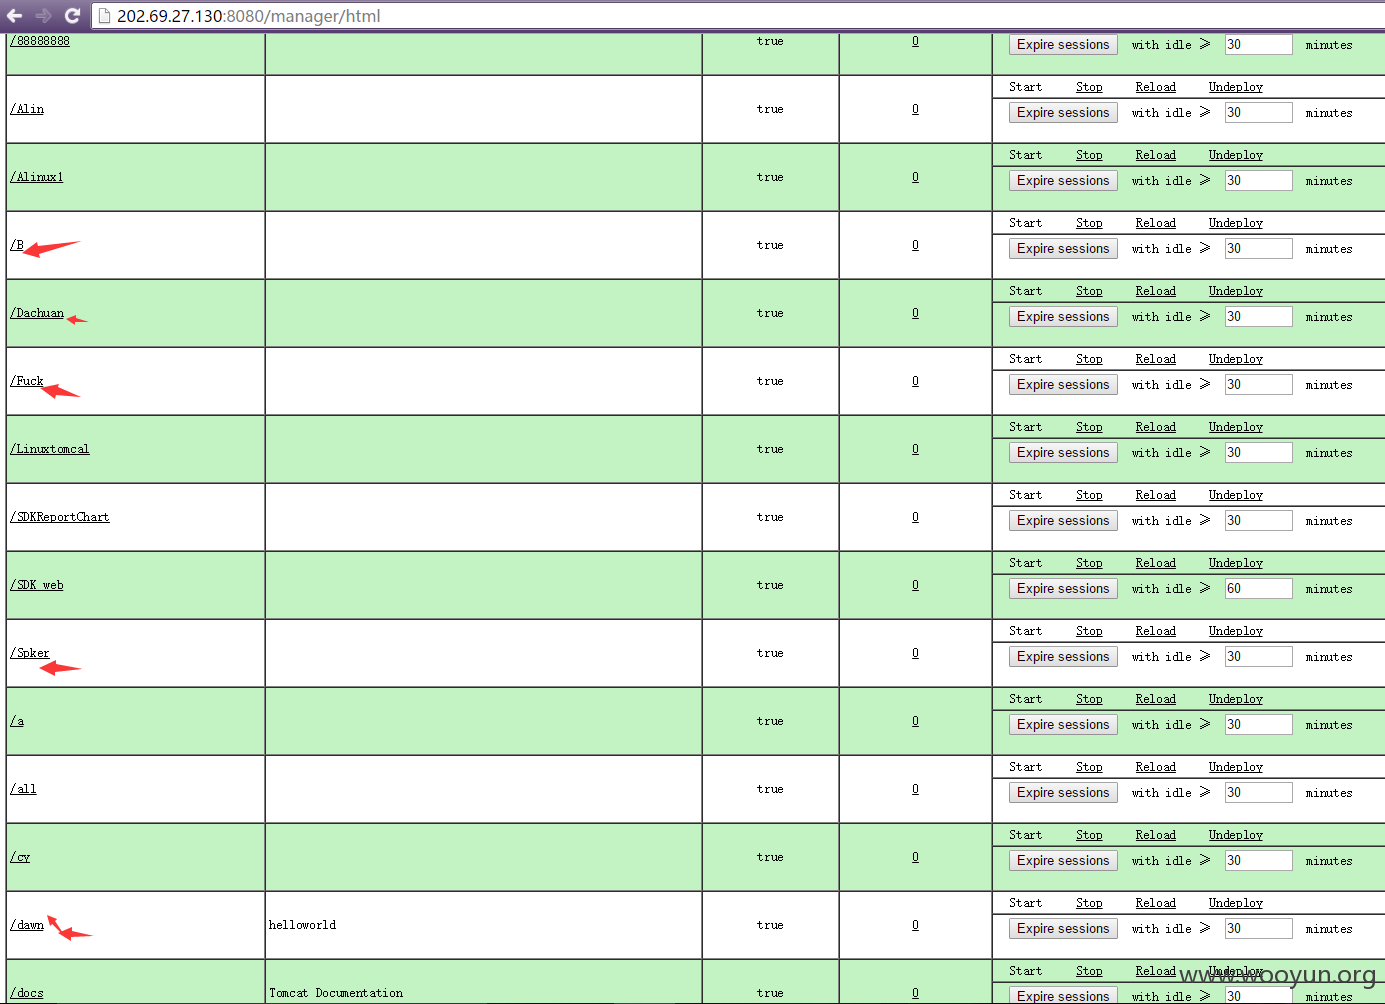 202.69.27.130:8080/manager/html
/88888888 true 0 Expire sessions with idle ≥ 30 minutes
Start Stop Reload Undeploy
/Alin true 0 Expire sessions with idle ≥ 30 minutes
Start Stop Reload Undeploy
/Alinux1 true 0 Expire sessions with idle ≥ 30 minutes
Start Stop Reload Undeploy
/B true 0 Expire sessions with idle ≥ 30 minutes
Start Stop Reload Undeploy
/Dachuan true 0 Expire sessions with idle ≥ 30 minutes
Start Stop Reload Undeploy
/Fuck true 0 Expire sessions with idle ≥ 30 minutes
Start Stop Reload Undeploy
/Linuxtomcal true 0 Expire sessions with idle ≥ 30 minutes
Start Stop Reload Undeploy
/SDKReportChart true 0 Expire sessions with idle ≥ 30 minutes
Start Stop Reload Undeploy
/SDK_web true 0 Expire sessions with idle ≥ 60 minutes
Start Stop Reload Undeploy
/Spker true 0 Expire sessions with idle ≥ 30 minutes
Start Stop Reload Undeploy
/a true 0 Expire sessions with idle ≥ 30 minutes
Start Stop Reload Undeploy
/all true 0 Expire sessions with idle ≥ 30 minutes
Start Stop Reload Undeploy
/cy true 0 Expire sessions with idle ≥ 30 minutes
Start Stop Reload Undeploy
/dawn helloworld true 0 Expire sessions with idle ≥ 30 minutes
Start Stop Reload Undeploy
www.wooyun.org
/docs Tomcat Documentation true 0 Expire sessions with idle ≥ 30 minutes